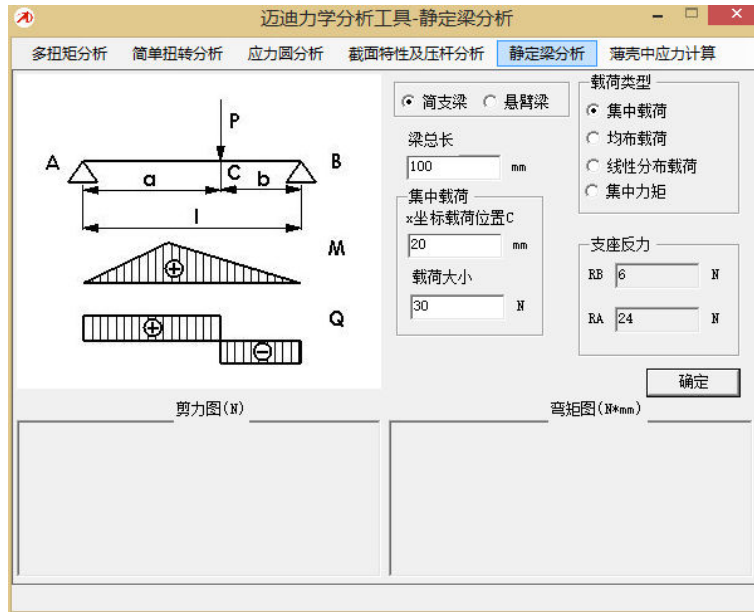 迈迪力学分析工具-静定梁分析
多扭矩分析 简单扭转分析 应力圆分析 截面特性及压杆分析 静定梁分析 薄壳中应力计算
P
A
C
B
a
b
l
M
Q
简支梁 悬臂梁
梁总长
100 mm
集中载荷
x坐标载荷位置C
20 mm
载荷大小
30 N
载荷类型
集中载荷
均布载荷
线性分布载荷
集中力矩
支座反力
RB 6 N
RA 24 N
确定
剪力图(N)
弯矩图(N*mm)